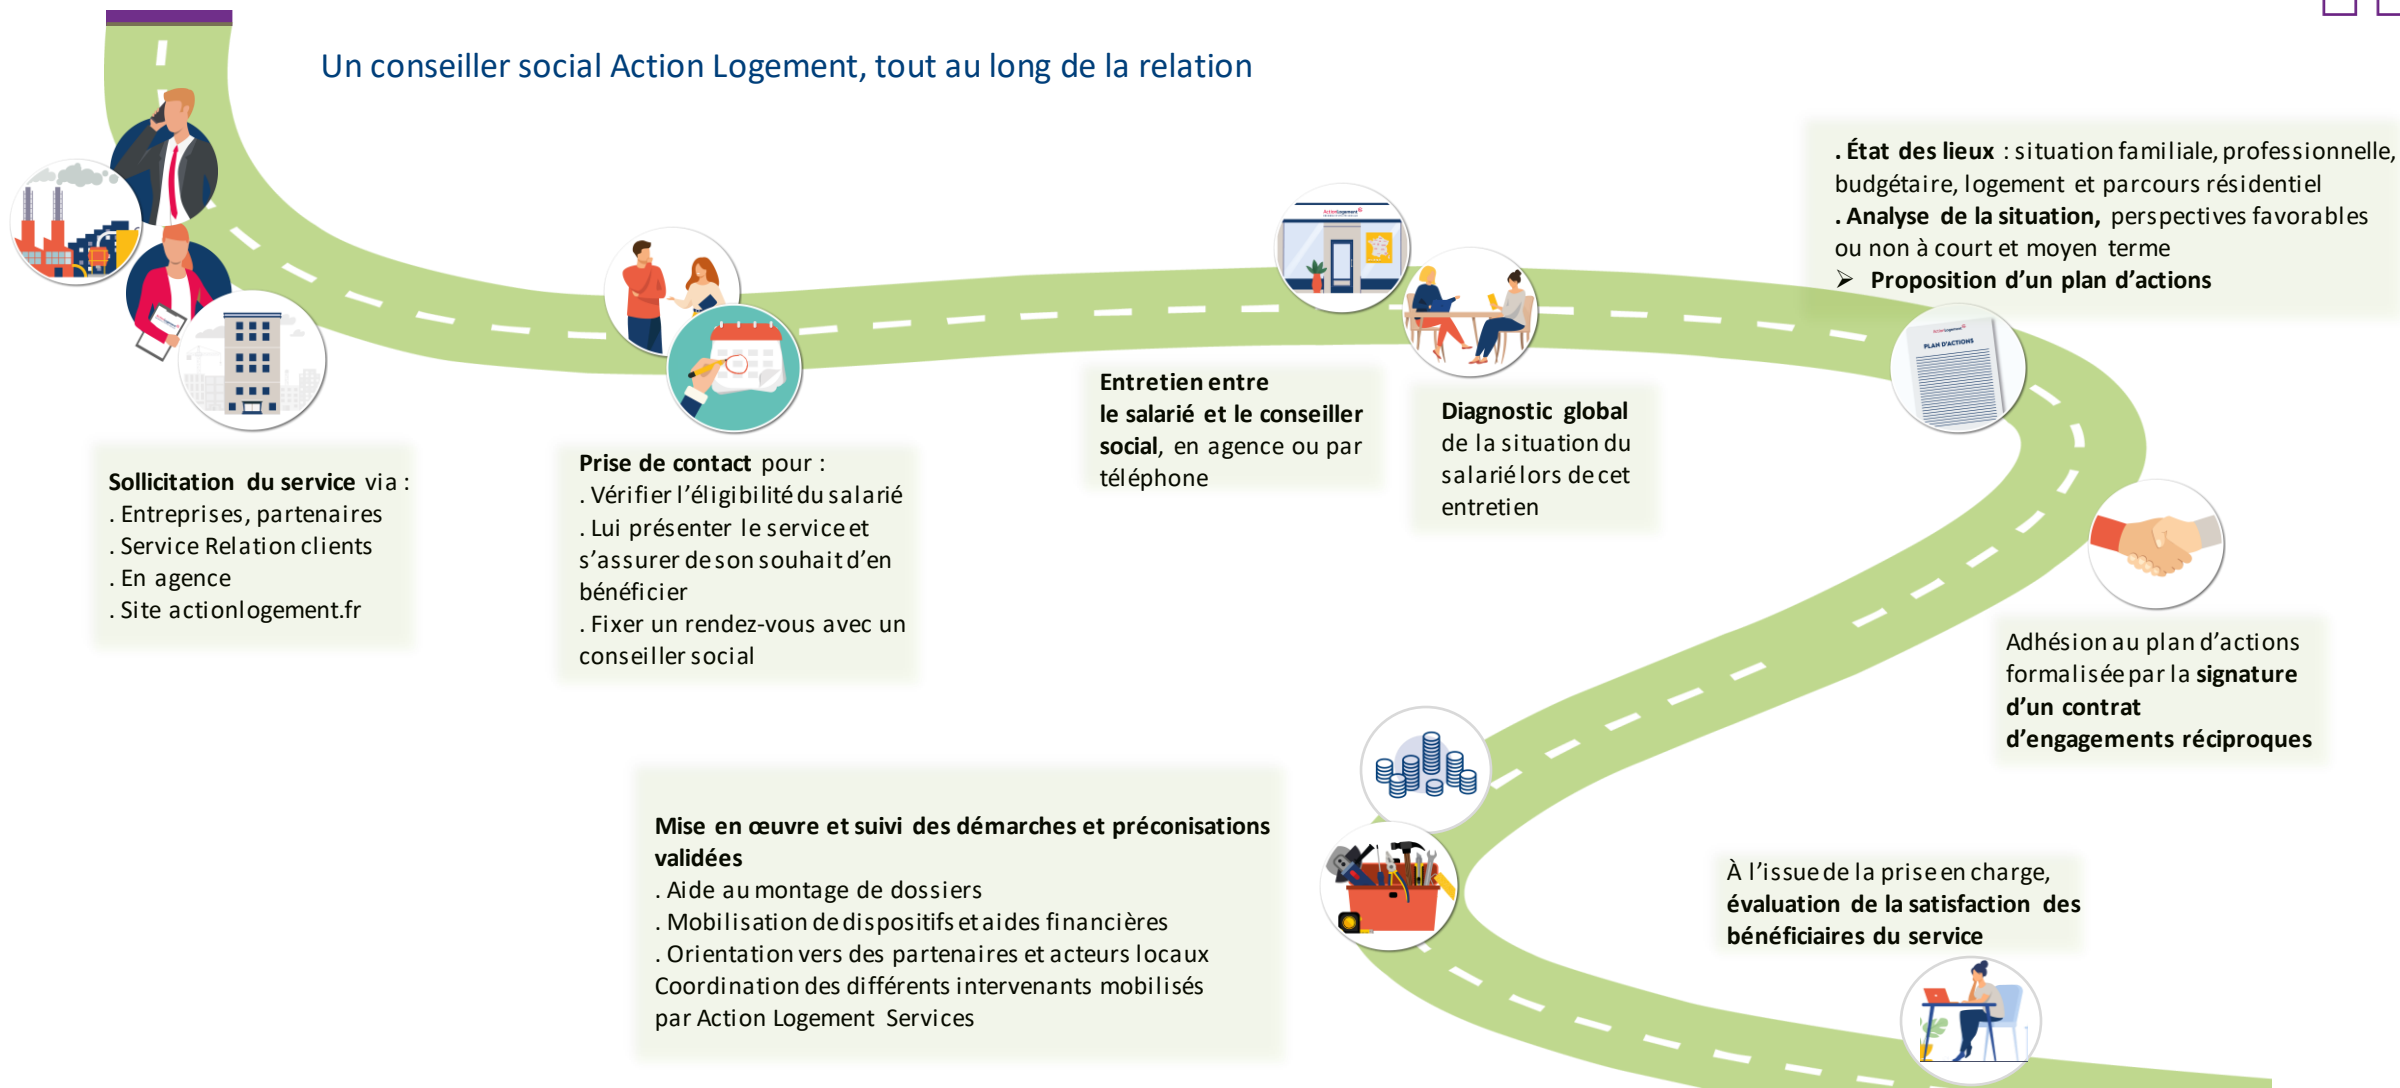 Un conseiller social Action Logement, tout au long de la relation
. État des lieux : situation familiale, professionnelle,
budgétaire, logement et parcours résidentiel
. Analyse de la situation, perspectives favorables
ou non à court et moyen terme
➢ Proposition d’un plan d’actions
ActionLogement
PLAN D'ACTIONS
Sollicitation du service via :
. Entreprises, partenaires
. Service Relation clients
. En agence
. Site actionlogement.fr
Prise de contact pour :
. Vérifier l’éligibilité du salarié
. Lui présenter le service et
s’assurer de son souhait d’en
bénéficier
. Fixer un rendez-vous avec un
conseiller social
Entretien entre
le salarié et le conseiller
social, en agence ou par
téléphone
Diagnostic global
de la situation du
salarié lors de cet
entretien
Adhésion au plan d’actions
formalisée par la signature
d’un contrat
d’engagements réciproques
Mise en œuvre et suivi des démarches et préconisations
validées
. Aide au montage de dossiers
. Mobilisation de dispositifs et aides financières
. Orientation vers des partenaires et acteurs locaux
Coordination des différents intervenants mobilisés
par Action Logement Services
À l’issue de la prise en charge,
évaluation de la satisfaction des
bénéficiaires du service